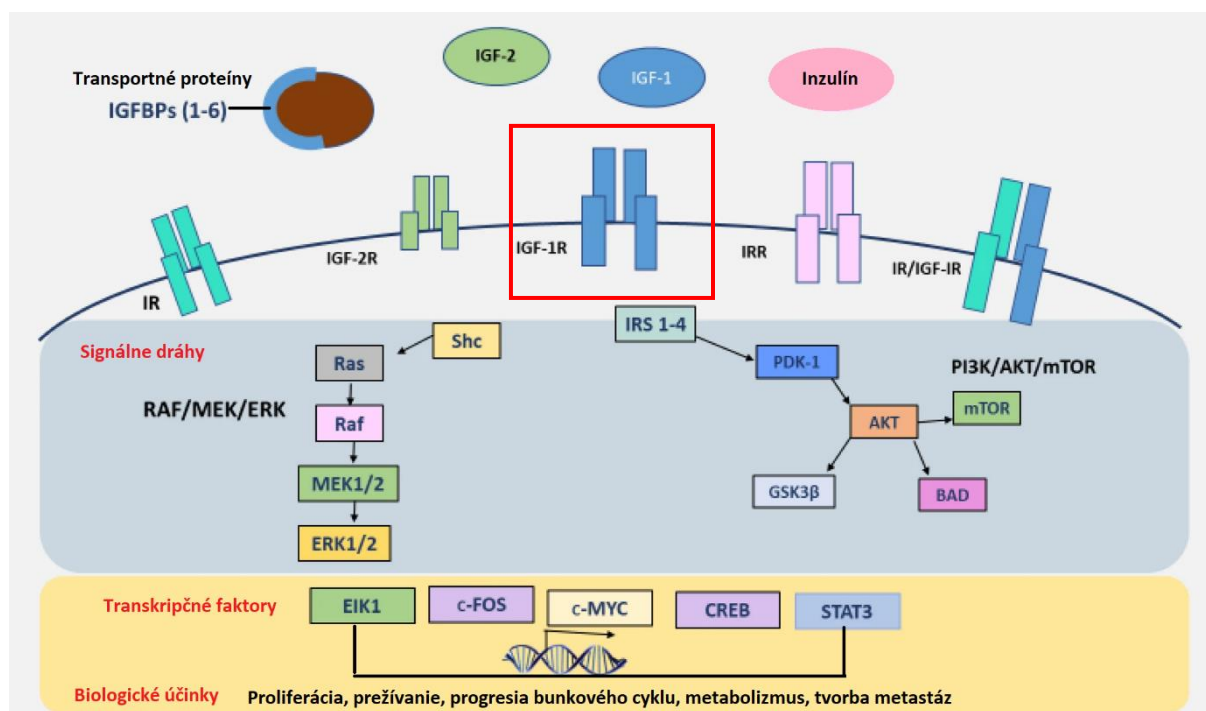 IGF-2
IGF-1
Inzulín
Transportné proteíny
IGFBPs (1-6)
IGF-2R
IGF-1R
IRR
IR/IGF-IR
IR
Signálne dráhy
Shc
IRS 1-4
Ras
PDK-1
PI3K/AKT/mTOR
RAF/MEK/ERK
Raf
AKT
mTOR
MEK1/2
GSK3β
BAD
ERK1/2
Transkripčné faktory
EIK1
c-FOS
c-MYC
CREB
STAT3
Biologické účinky
Proliferácia, prežívanie, progresia bunkového cyklu, metabolizmus, tvorba metastáz